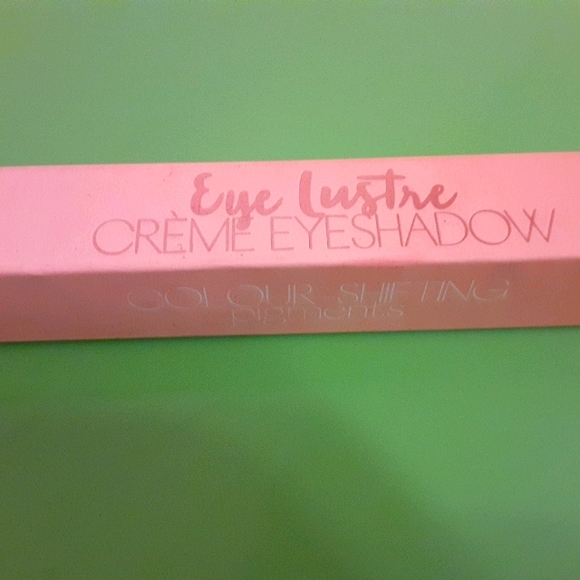 Eye Lustre
CRÈME EYESHADOW
COLOUR SHIFTING
pigments